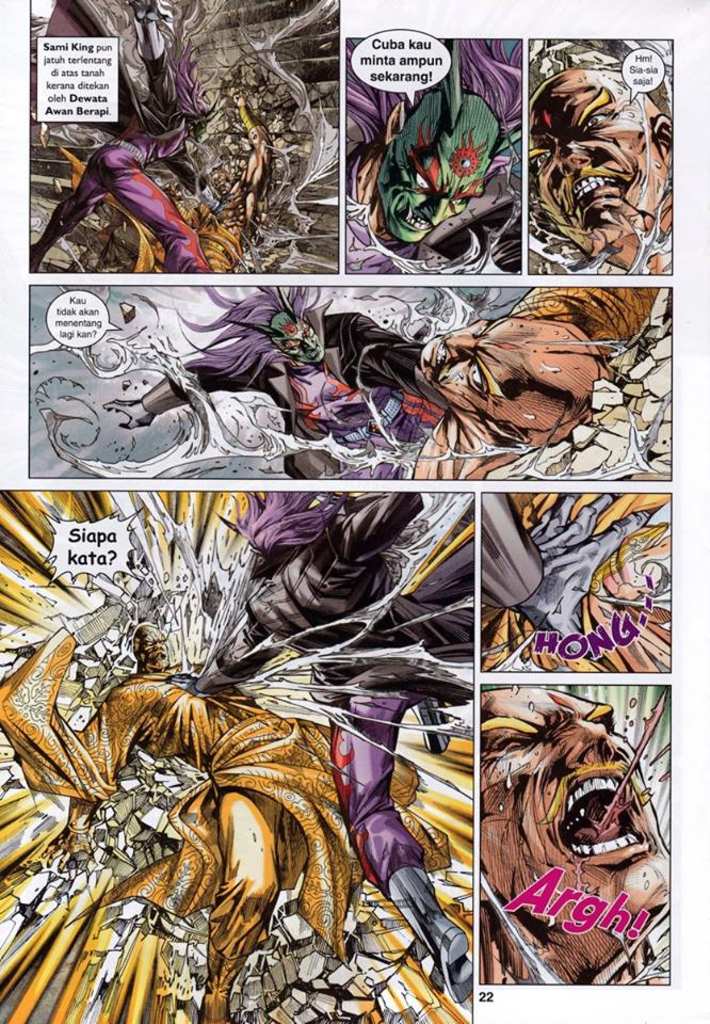 Sami King pun
jatuh terlentang
di atas tanah
kerana ditekan
oleh Dewata
Awan Berapi.
Cuba kau
minta ampun
sekarang!
Hm!
Sia-sia
saja!
Kau
tidak akan
menentang
lagi kan?
Siapa
kata?
HONG...
Argh!
22